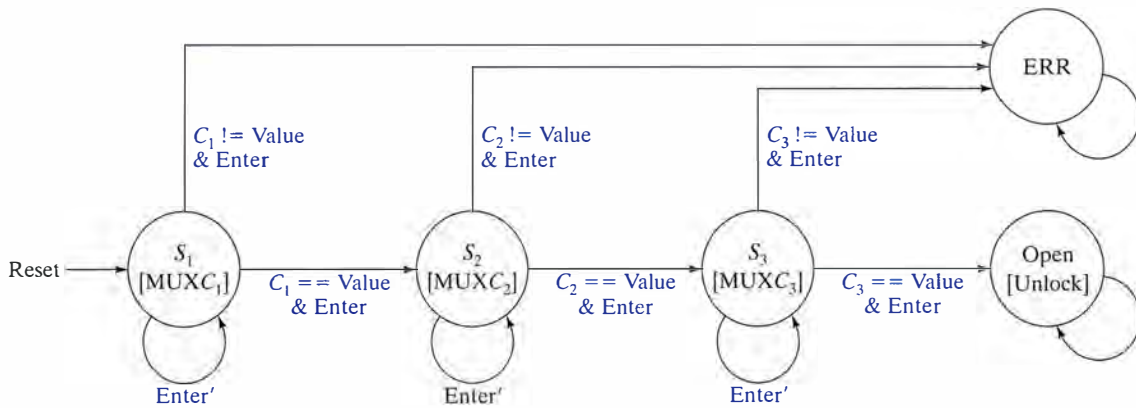 ERR
C₁ != Value
& Enter
C₂ != Value
& Enter
C₃ != Value
& Enter
Reset
S₁
[MUXC₁]
C₁ == Value
& Enter
S₂
[MUXC₂]
C₂ == Value
& Enter
S₃
[MUXC₃]
C₃ == Value
& Enter
Open
[Unlock]
Enter′
Enter′
Enter′